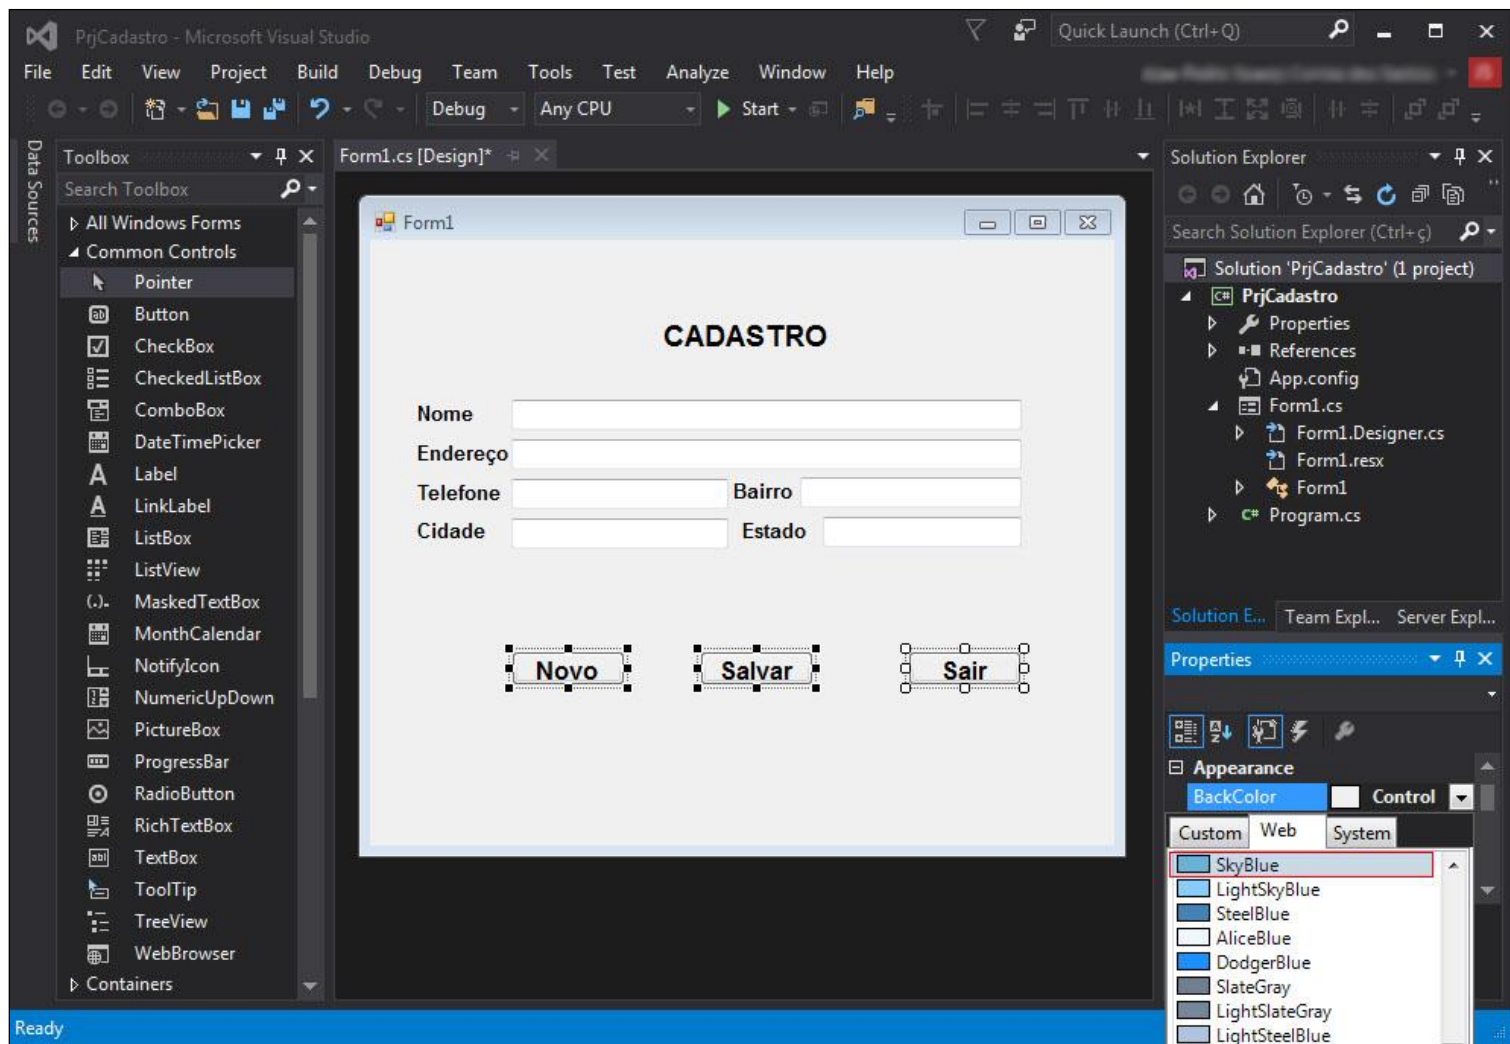 PrjCadastro - Microsoft Visual Studio
Quick Launch (Ctrl+Q)
File Edit View Project Build Debug Team Tools Test Analyze Window Help
Debug Any CPU Start
Data Sources
Toolbox
Search Toolbox
All Windows Forms
Common Controls
Pointer
Button
CheckBox
CheckedListBox
ComboBox
DateTimePicker
Label
LinkLabel
ListBox
ListView
MaskedTextBox
MonthCalendar
NotifyIcon
NumericUpDown
PictureBox
ProgressBar
RadioButton
RichTextBox
TextBox
ToolTip
TreeView
WebBrowser
Containers
Form1.cs [Design]*
Form1
CADASTRO
Nome
Endereço
Telefone Bairro
Cidade Estado
Novo Salvar Sair
Solution Explorer
Search Solution Explorer (Ctrl+ç)
Solution 'PrjCadastro' (1 project)
C# PrjCadastro
Properties
References
App.config
Form1.cs
Form1.Designer.cs
Form1.resx
Form1
C# Program.cs
Solution E... Team Expl... Server Expl...
Properties
Appearance
BackColor Control
Custom Web System
SkyBlue
LightSkyBlue
SteelBlue
AliceBlue
DodgerBlue
SlateGray
LightSlateGray
LightSteelBlue
Ready